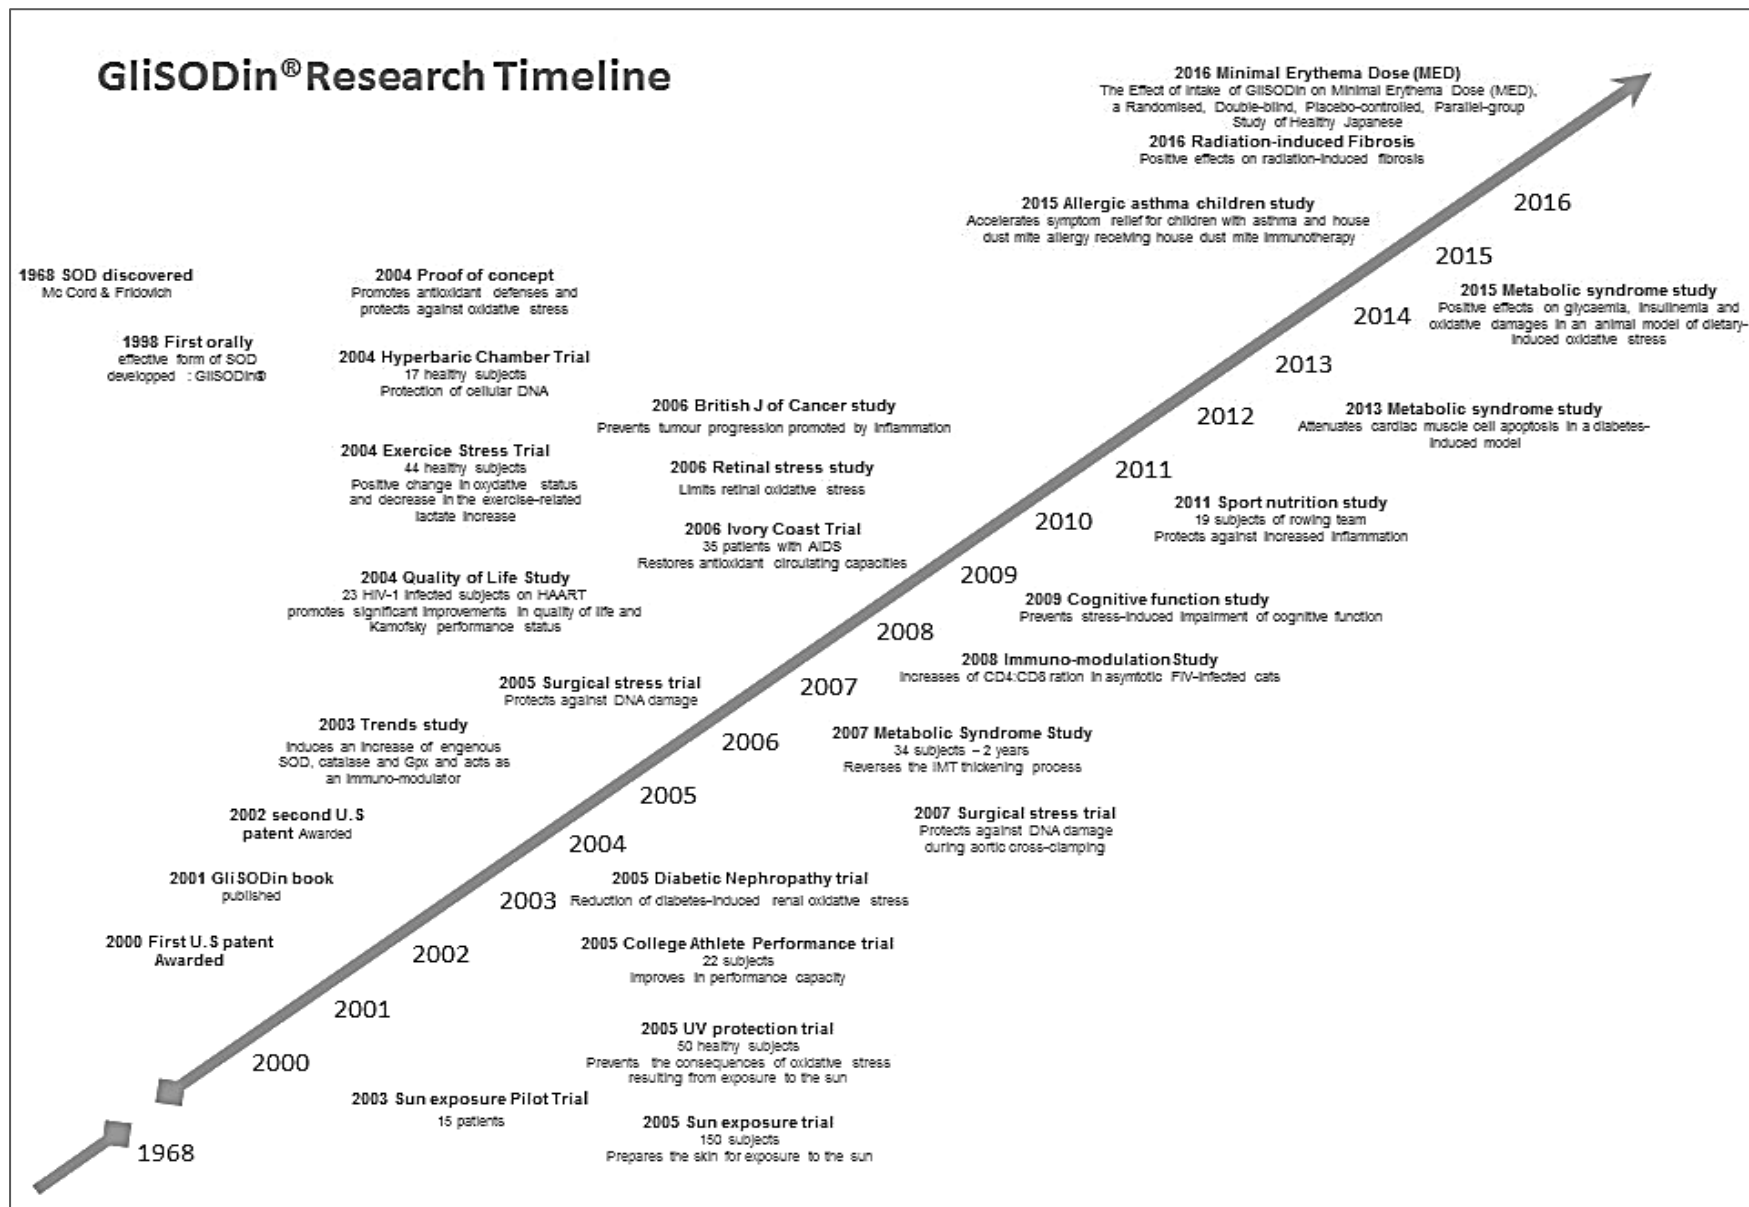 GliSODin® Research Timeline
2016 Minimal Erythema Dose (MED)
The Effect of Intake of GliSODin on Minimal Erythema Dose (MED),
a Randomised, Double-blind, Placebo-controlled, Parallel-group
Study of Healthy Japanese
2016 Radiation-induced Fibrosis
Positive effects on radiation-induced fibrosis
2015 Allergic asthma children study
Accelerates symptom relief for children with asthma and house
dust mite allergy receiving house dust mite immunotherapy
1968 SOD discovered
Mc Cord & Fridovich
1998 First orally
effective form of SOD
developped : GliSODin®
2004 Proof of concept
Promotes antioxidant defenses and
protects against oxidative stress
2004 Hyperbaric Chamber Trial
17 healthy subjects
Protection of cellular DNA
2004 Exercice Stress Trial
44 healthy subjects
Positive change in oxydative status
and decrease in the exercise-related
lactate increase
2004 Quality of Life Study
23 HIV-1 infected subjects on HAART
promotes significant improvements in quality of life and
Karnofsky performance status
2006 British J of Cancer study
Prevents tumour progression promoted by inflammation
2006 Retinal stress study
Limits retinal oxidative stress
2006 Ivory Coast Trial
35 patients with AIDS
Restores antioxidant circulating capacities
2005 Surgical stress trial
Protects against DNA damage
2003 Trends study
Induces an increase of engenous
SOD, catalase and Gpx and acts as
an immuno-modulator
2002 second U.S
patent Awarded
2001 GliSODin book
published
2000 First U.S patent
Awarded
1968
2000
2001
2002
2003
2004
2005
2006
2007
2008
2009
2010
2011
2012
2013
2014
2015
2016
2015 Metabolic syndrome study
Positive effects on glycaemia, insulinemia and
oxidative damages in an animal model of dietary-
induced oxidative stress
2013 Metabolic syndrome study
Attenuates cardiac muscle cell apoptosis in a diabetes-
induced model
2011 Sport nutrition study
19 subjects of rowing team
Protects against increased inflammation
2009 Cognitive function study
Prevents stress-induced impairment of cognitive function
2008 Immuno-modulation Study
Increases of CD4:CD8 ration in asymtotic FIV-infected cats
2007 Metabolic Syndrome Study
34 subjects – 2 years
Reverses the IMT thickening process
2007 Surgical stress trial
Protects against DNA damage
during aortic cross-clamping
2005 Diabetic Nephropathy trial
Reduction of diabetes-induced renal oxidative stress
2005 College Athlete Performance trial
22 subjects
Improves in performance capacity
2005 UV protection trial
50 healthy subjects
Prevents the consequences of oxidative stress
resulting from exposure to the sun
2003 Sun exposure Pilot Trial
15 patients
2005 Sun exposure trial
150 subjects
Prepares the skin for exposure to the sun